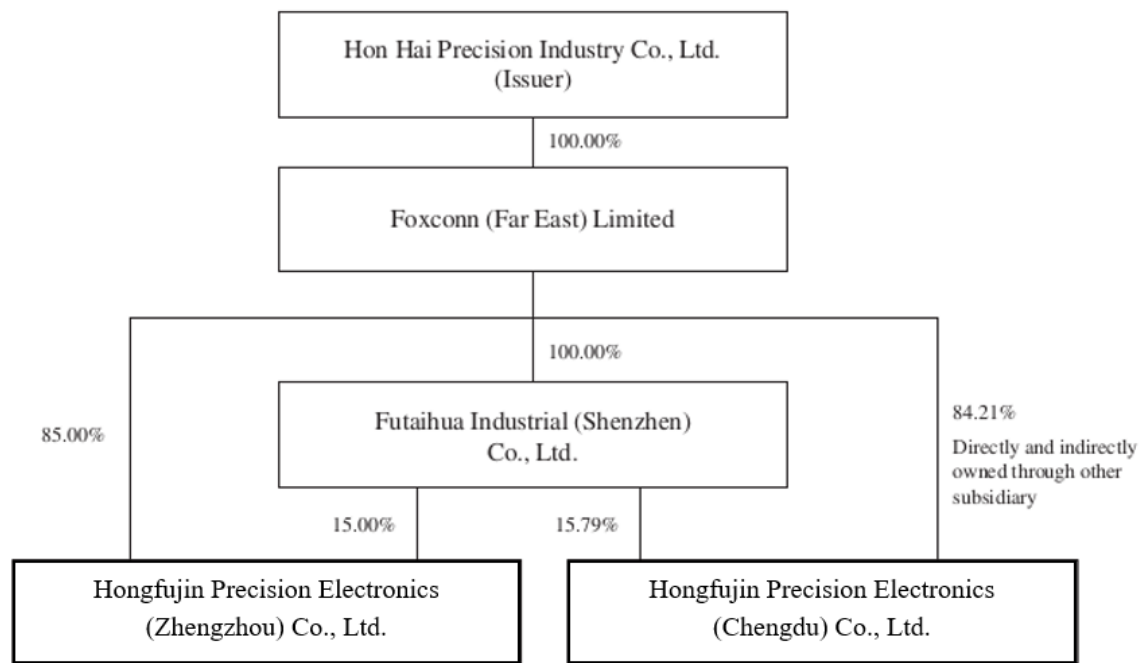 Hon Hai Precision Industry Co., Ltd.
(Issuer)
100.00%
Foxconn (Far East) Limited
100.00%
Futaihua Industrial (Shenzhen)
Co., Ltd.
85.00%
84.21%
Directly and indirectly
owned through other
subsidiary
15.00%
15.79%
Hongfujin Precision Electronics
(Zhengzhou) Co., Ltd.
Hongfujin Precision Electronics
(Chengdu) Co., Ltd.